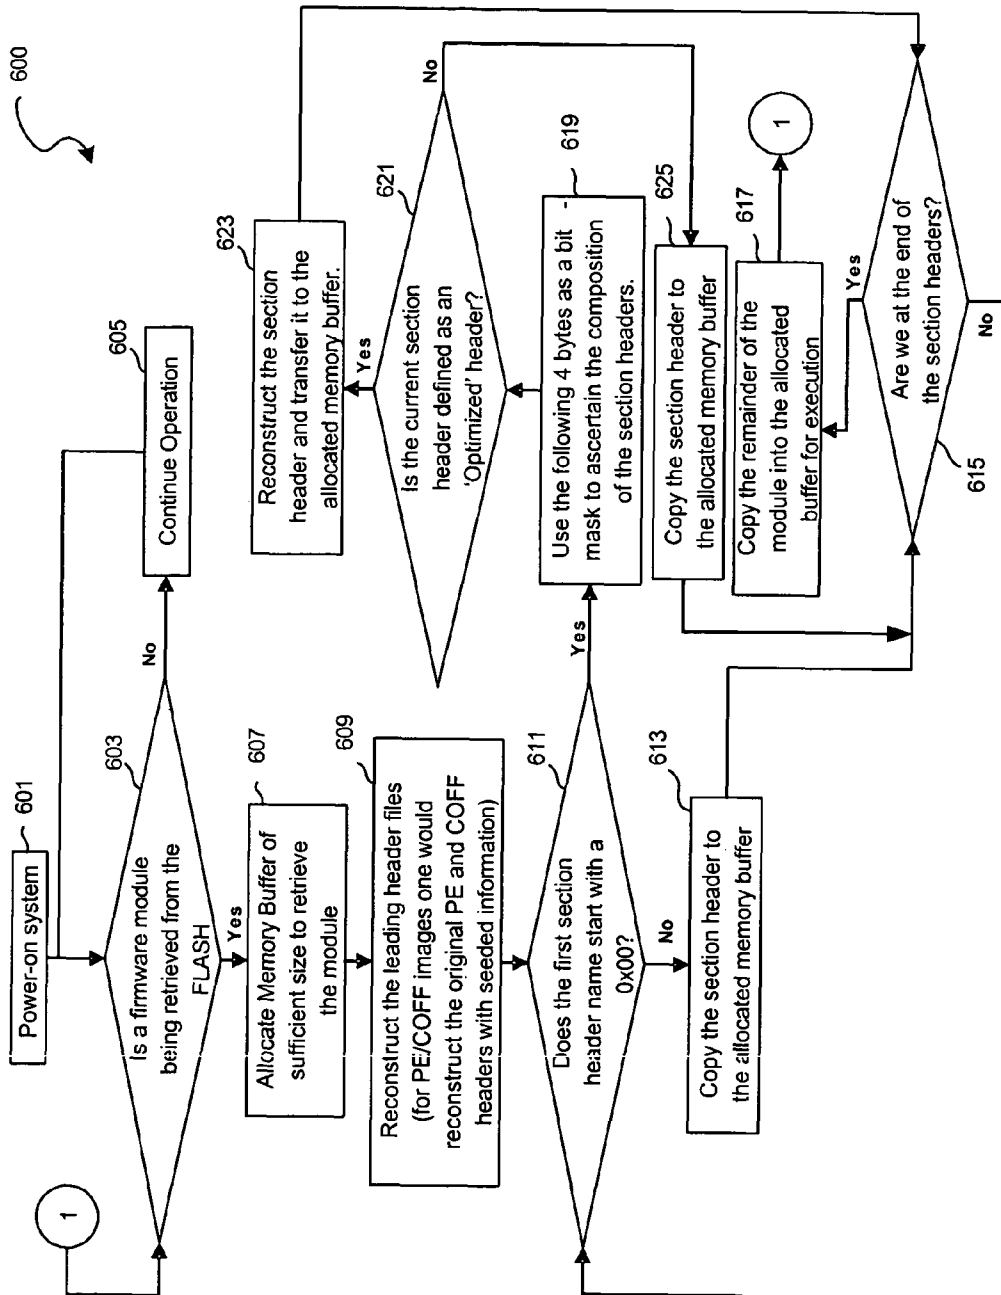 600
Power-on system
601
Is a firmware module
being retrieved from the
FLASH
603
No
Continue Operation
605
Yes
Allocate Memory Buffer of
sufficient size to retrieve
the module
607
Reconstruct the leading header files
(for PE/COFF images one would
reconstruct the original PE and COFF
headers with seeded information)
609
Does the first section
header name start with a
0x00?
611
No
Copy the section header to
the allocated memory buffer
613
Yes
Use the following 4 bytes as a bit -
mask to ascertain the composition
of the section headers.
619
Is the current section
header defined as an
'Optimized' header?
621
Yes
Reconstruct the section
header and transfer it to the
allocated memory buffer.
623
No
Copy the section header to
the allocated memory buffer
625
Are we at the end of
the section headers?
615
Yes
Copy the remainder of the
module into the allocated
buffer for execution
617
1
No
1